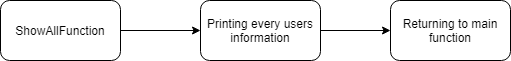 ShowAllFunction
Printing every users
information
Returning to main
function